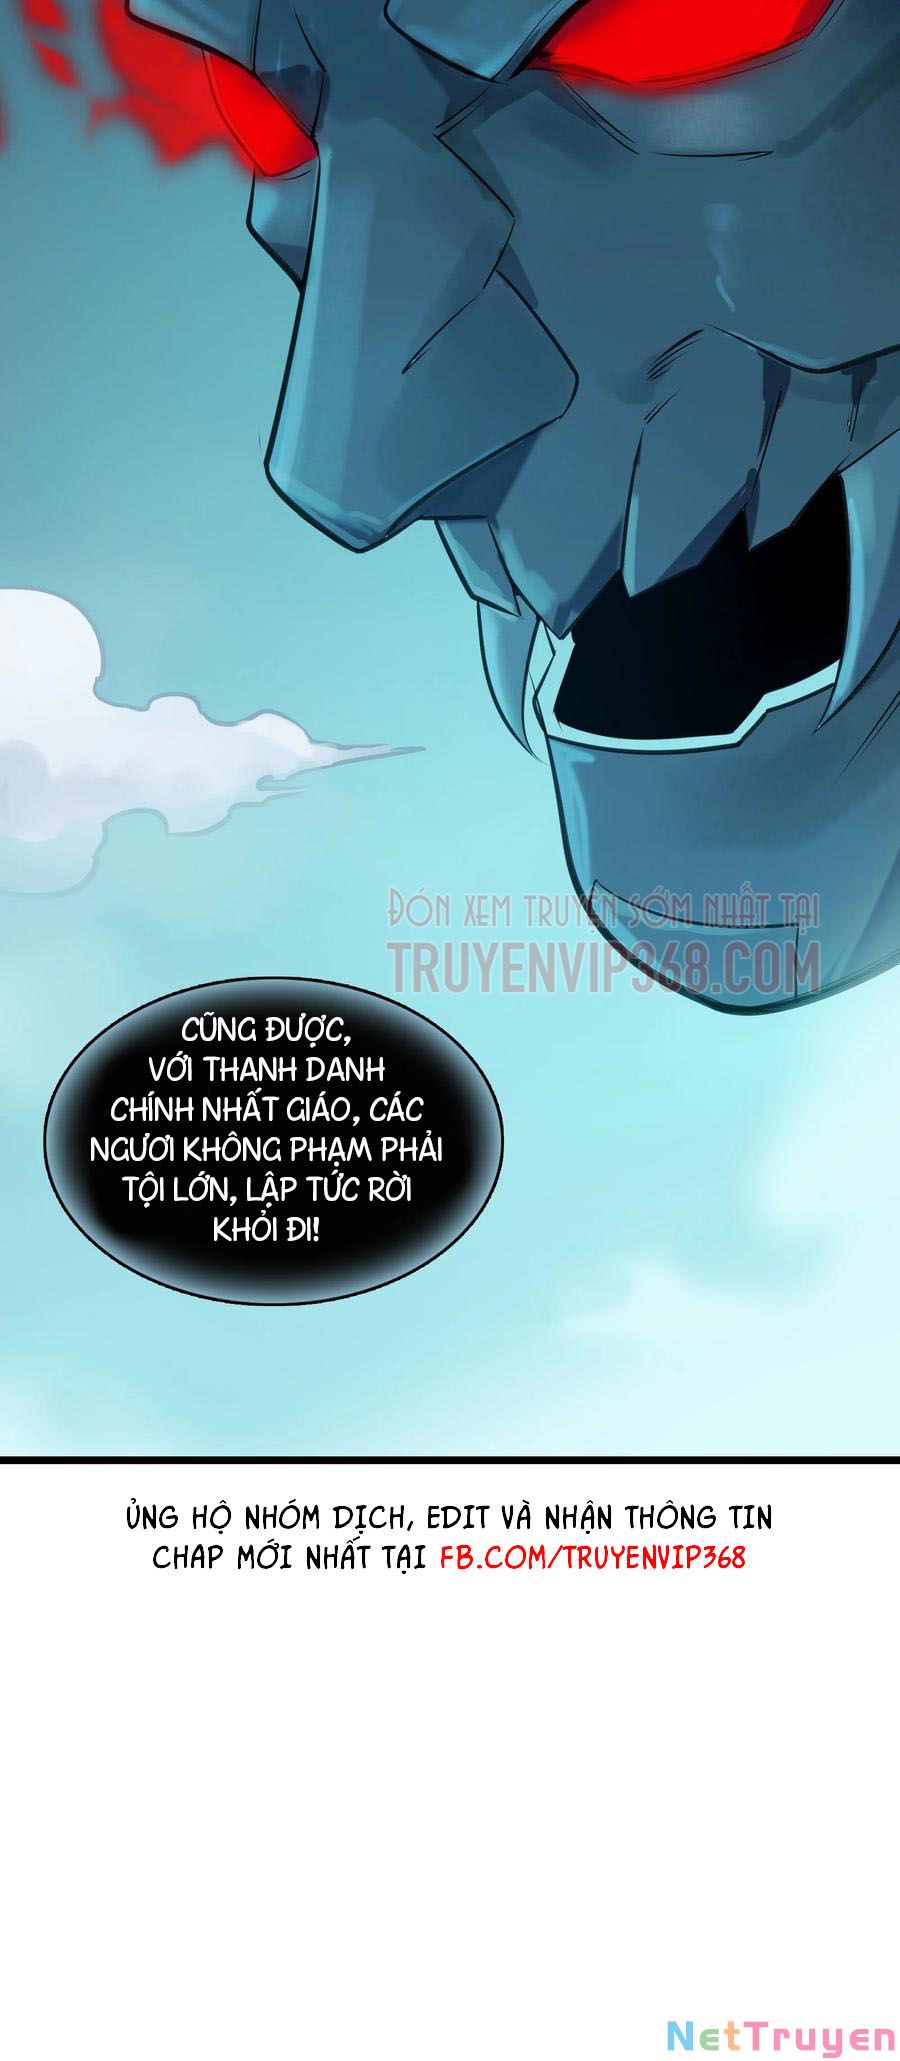 ĐÓN XEM TRUYỆN SỚM NHẤT TẠI
TRUYENVIP368.COM
CŨNG ĐƯỢC,
VỚI THANH DANH
CHÍNH NHẤT GIÁO, CÁC
NGƯƠI KHÔNG PHẠM PHẢI
TỘI LỚN, LẬP TỨC RỜI
KHỎI ĐI!
ỦNG HỘ NHÓM DỊCH, EDIT VÀ NHẬN THÔNG TIN
CHAP MỚI NHẤT TẠI FB.COM/TRUYENVIP368
NetTruyen